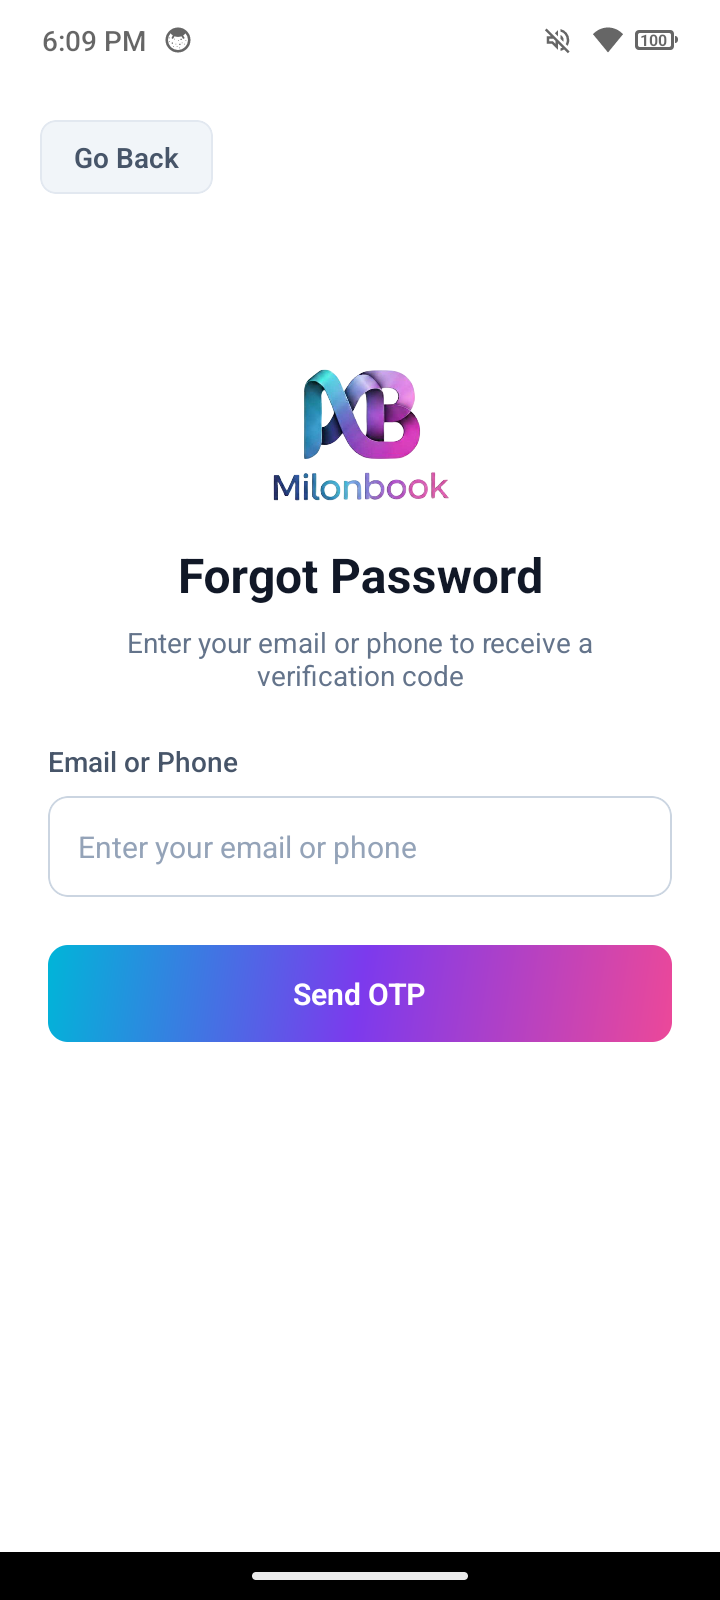 6:09 PM
100
Go Back
Milonbook
Forgot Password
Enter your email or phone to receive a
verification code
Email or Phone
Enter your email or phone
Send OTP